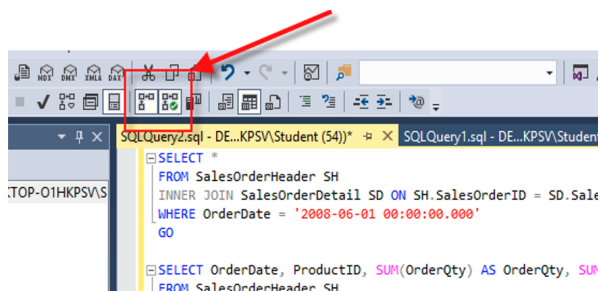 MDX DMX XMLA DAX
SQLQuery2.sql - DE...KPSV\Student (54))* SQLQuery1.sql - DE...KPSV\Student
KTOP-O1HKPSV\S
SELECT *
FROM SalesOrderHeader SH
INNER JOIN SalesOrderDetail SD ON SH.SalesOrderID = SD.Sale
WHERE OrderDate = '2008-06-01 00:00:00.000'
GO
SELECT OrderDate, ProductID, SUM(OrderQty) AS OrderQty, SUM
FROM SalesOrderHeader SH